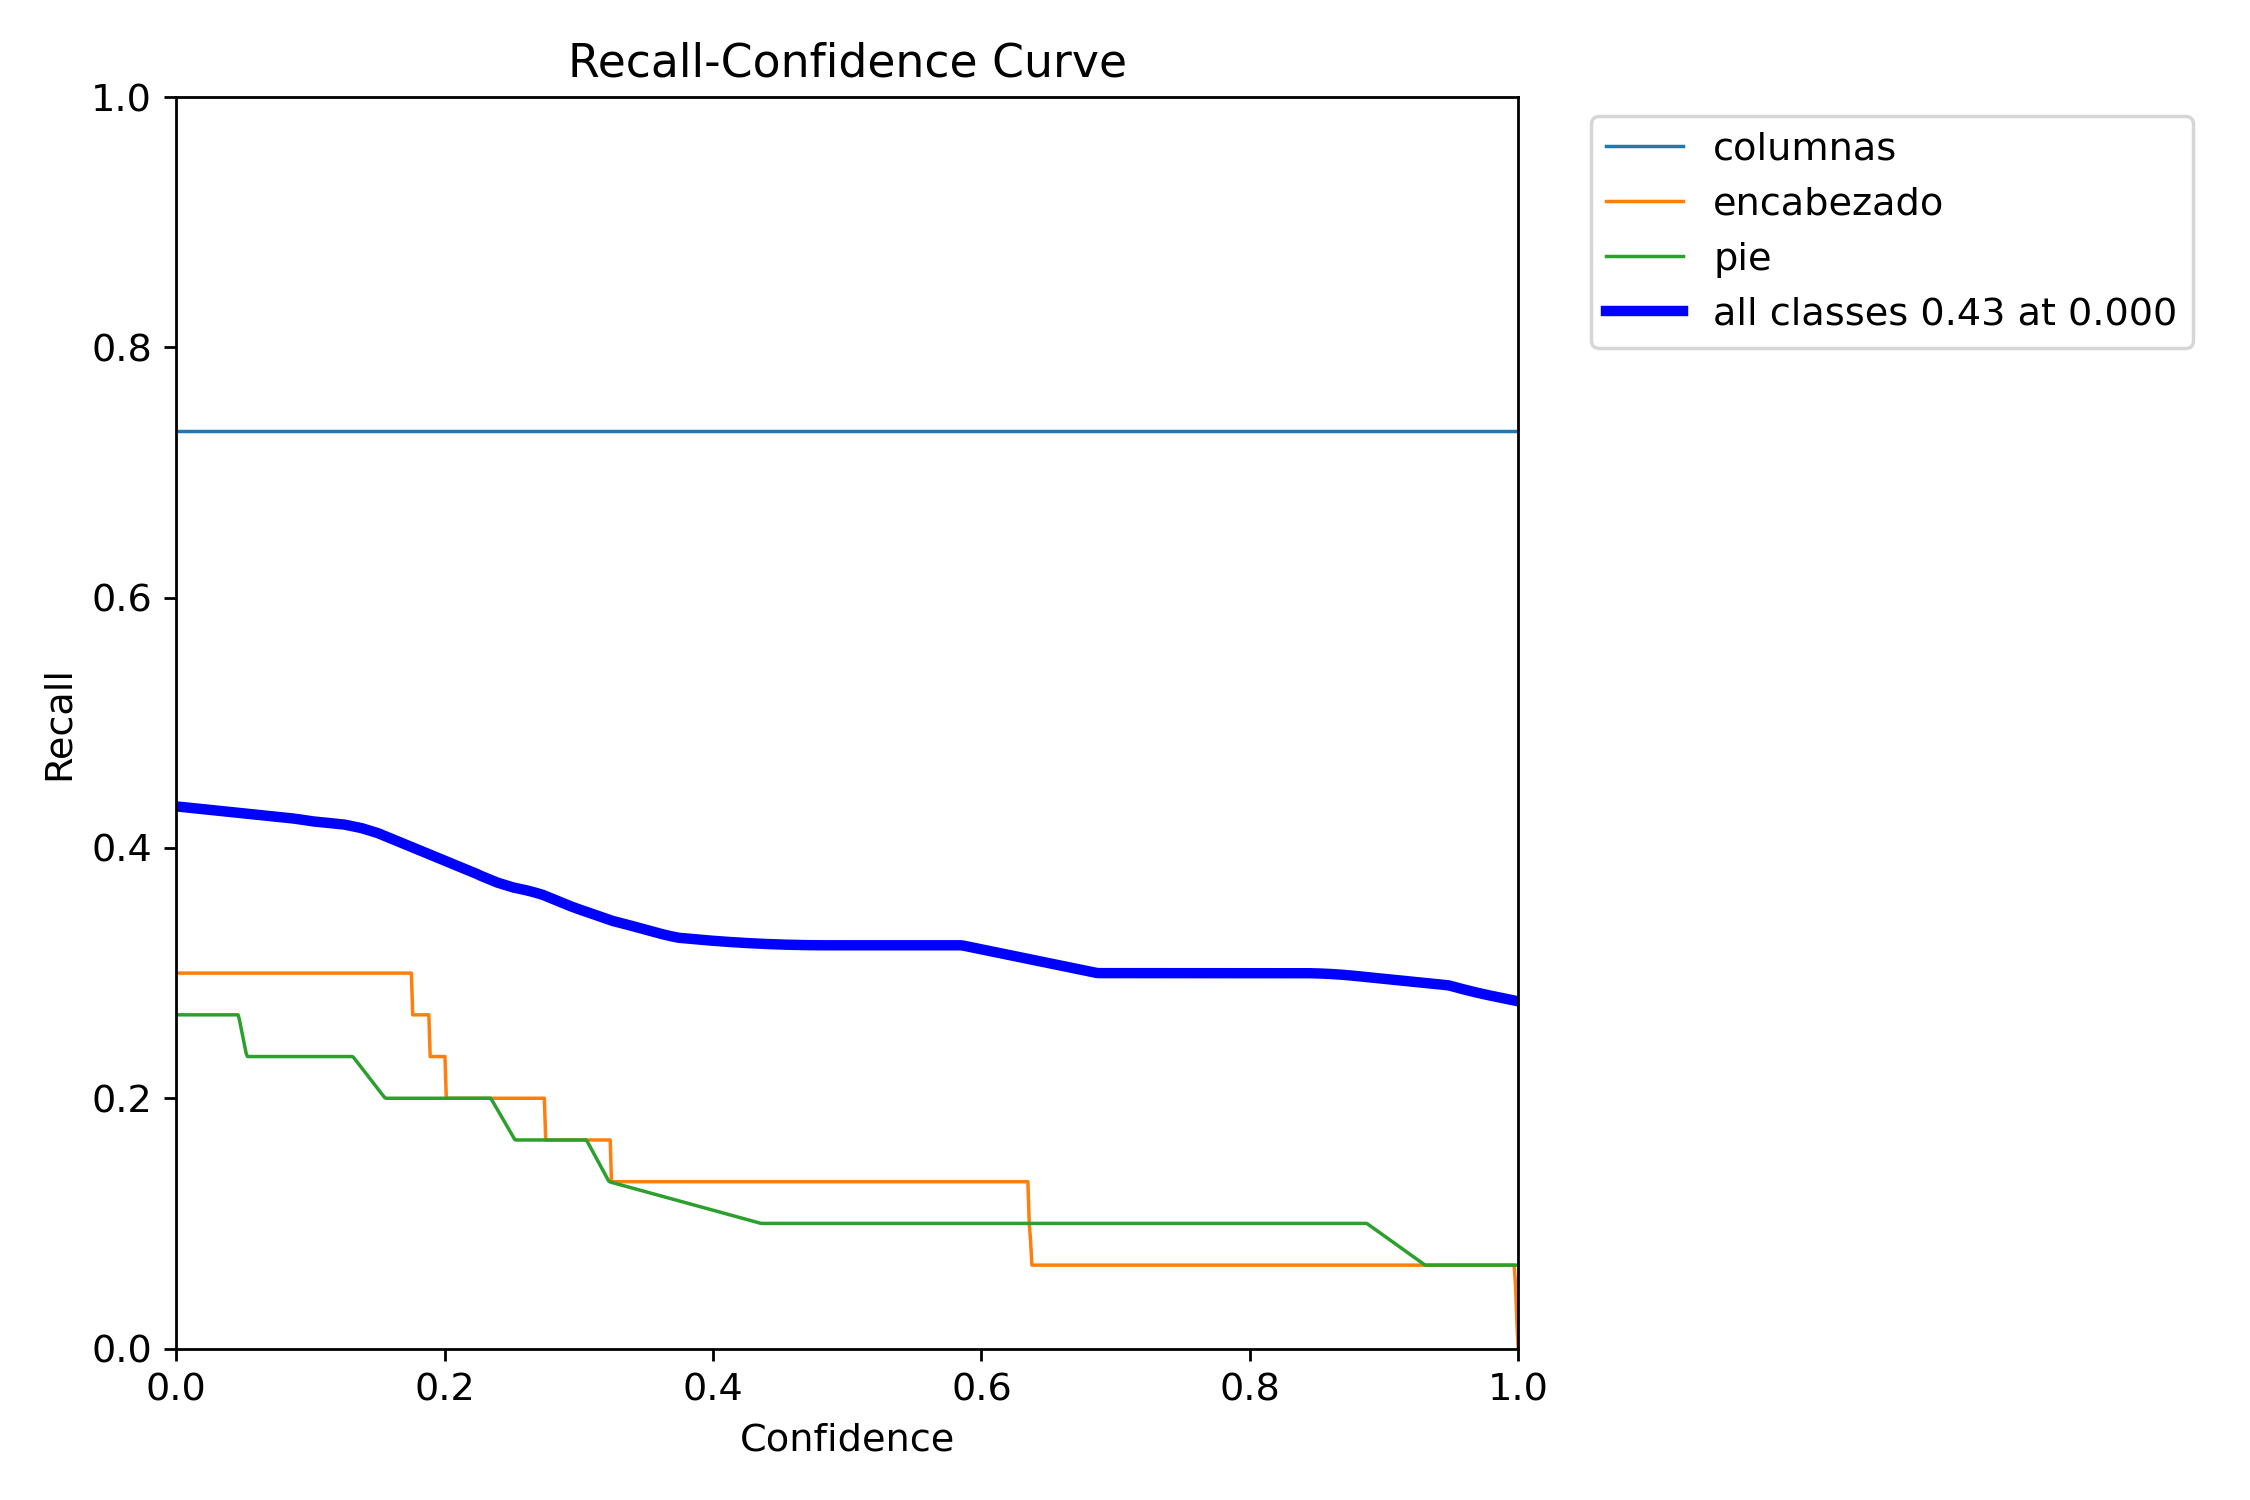 Recall-Confidence Curve
1.0
0.8
0.6
0.4
0.2
0.0
Recall
0.0 0.2 0.4 0.6 0.8 1.0
Confidence
columnas
encabezado
pie
all classes 0.43 at 0.000